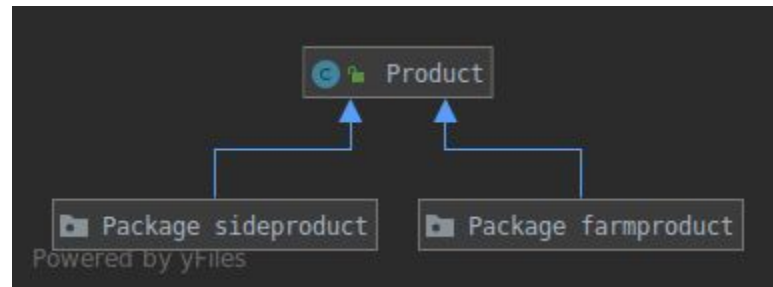 Product
Package sideproduct
Package farmproduct
Powered by yFiles